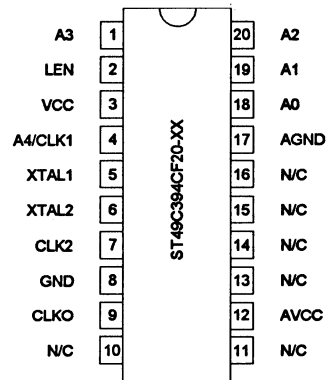 A3 1 20 A2
LEN 2 19 A1
VCC 3 18 A0
A4/CLK1 4 17 AGND
XTAL1 5 16 N/C
XTAL2 6 15 N/C
CLK2 7 14 N/C
GND 8 13 N/C
CLKO 9 12 AVCC
N/C 10 11 N/C
ST49C394CF20-XX